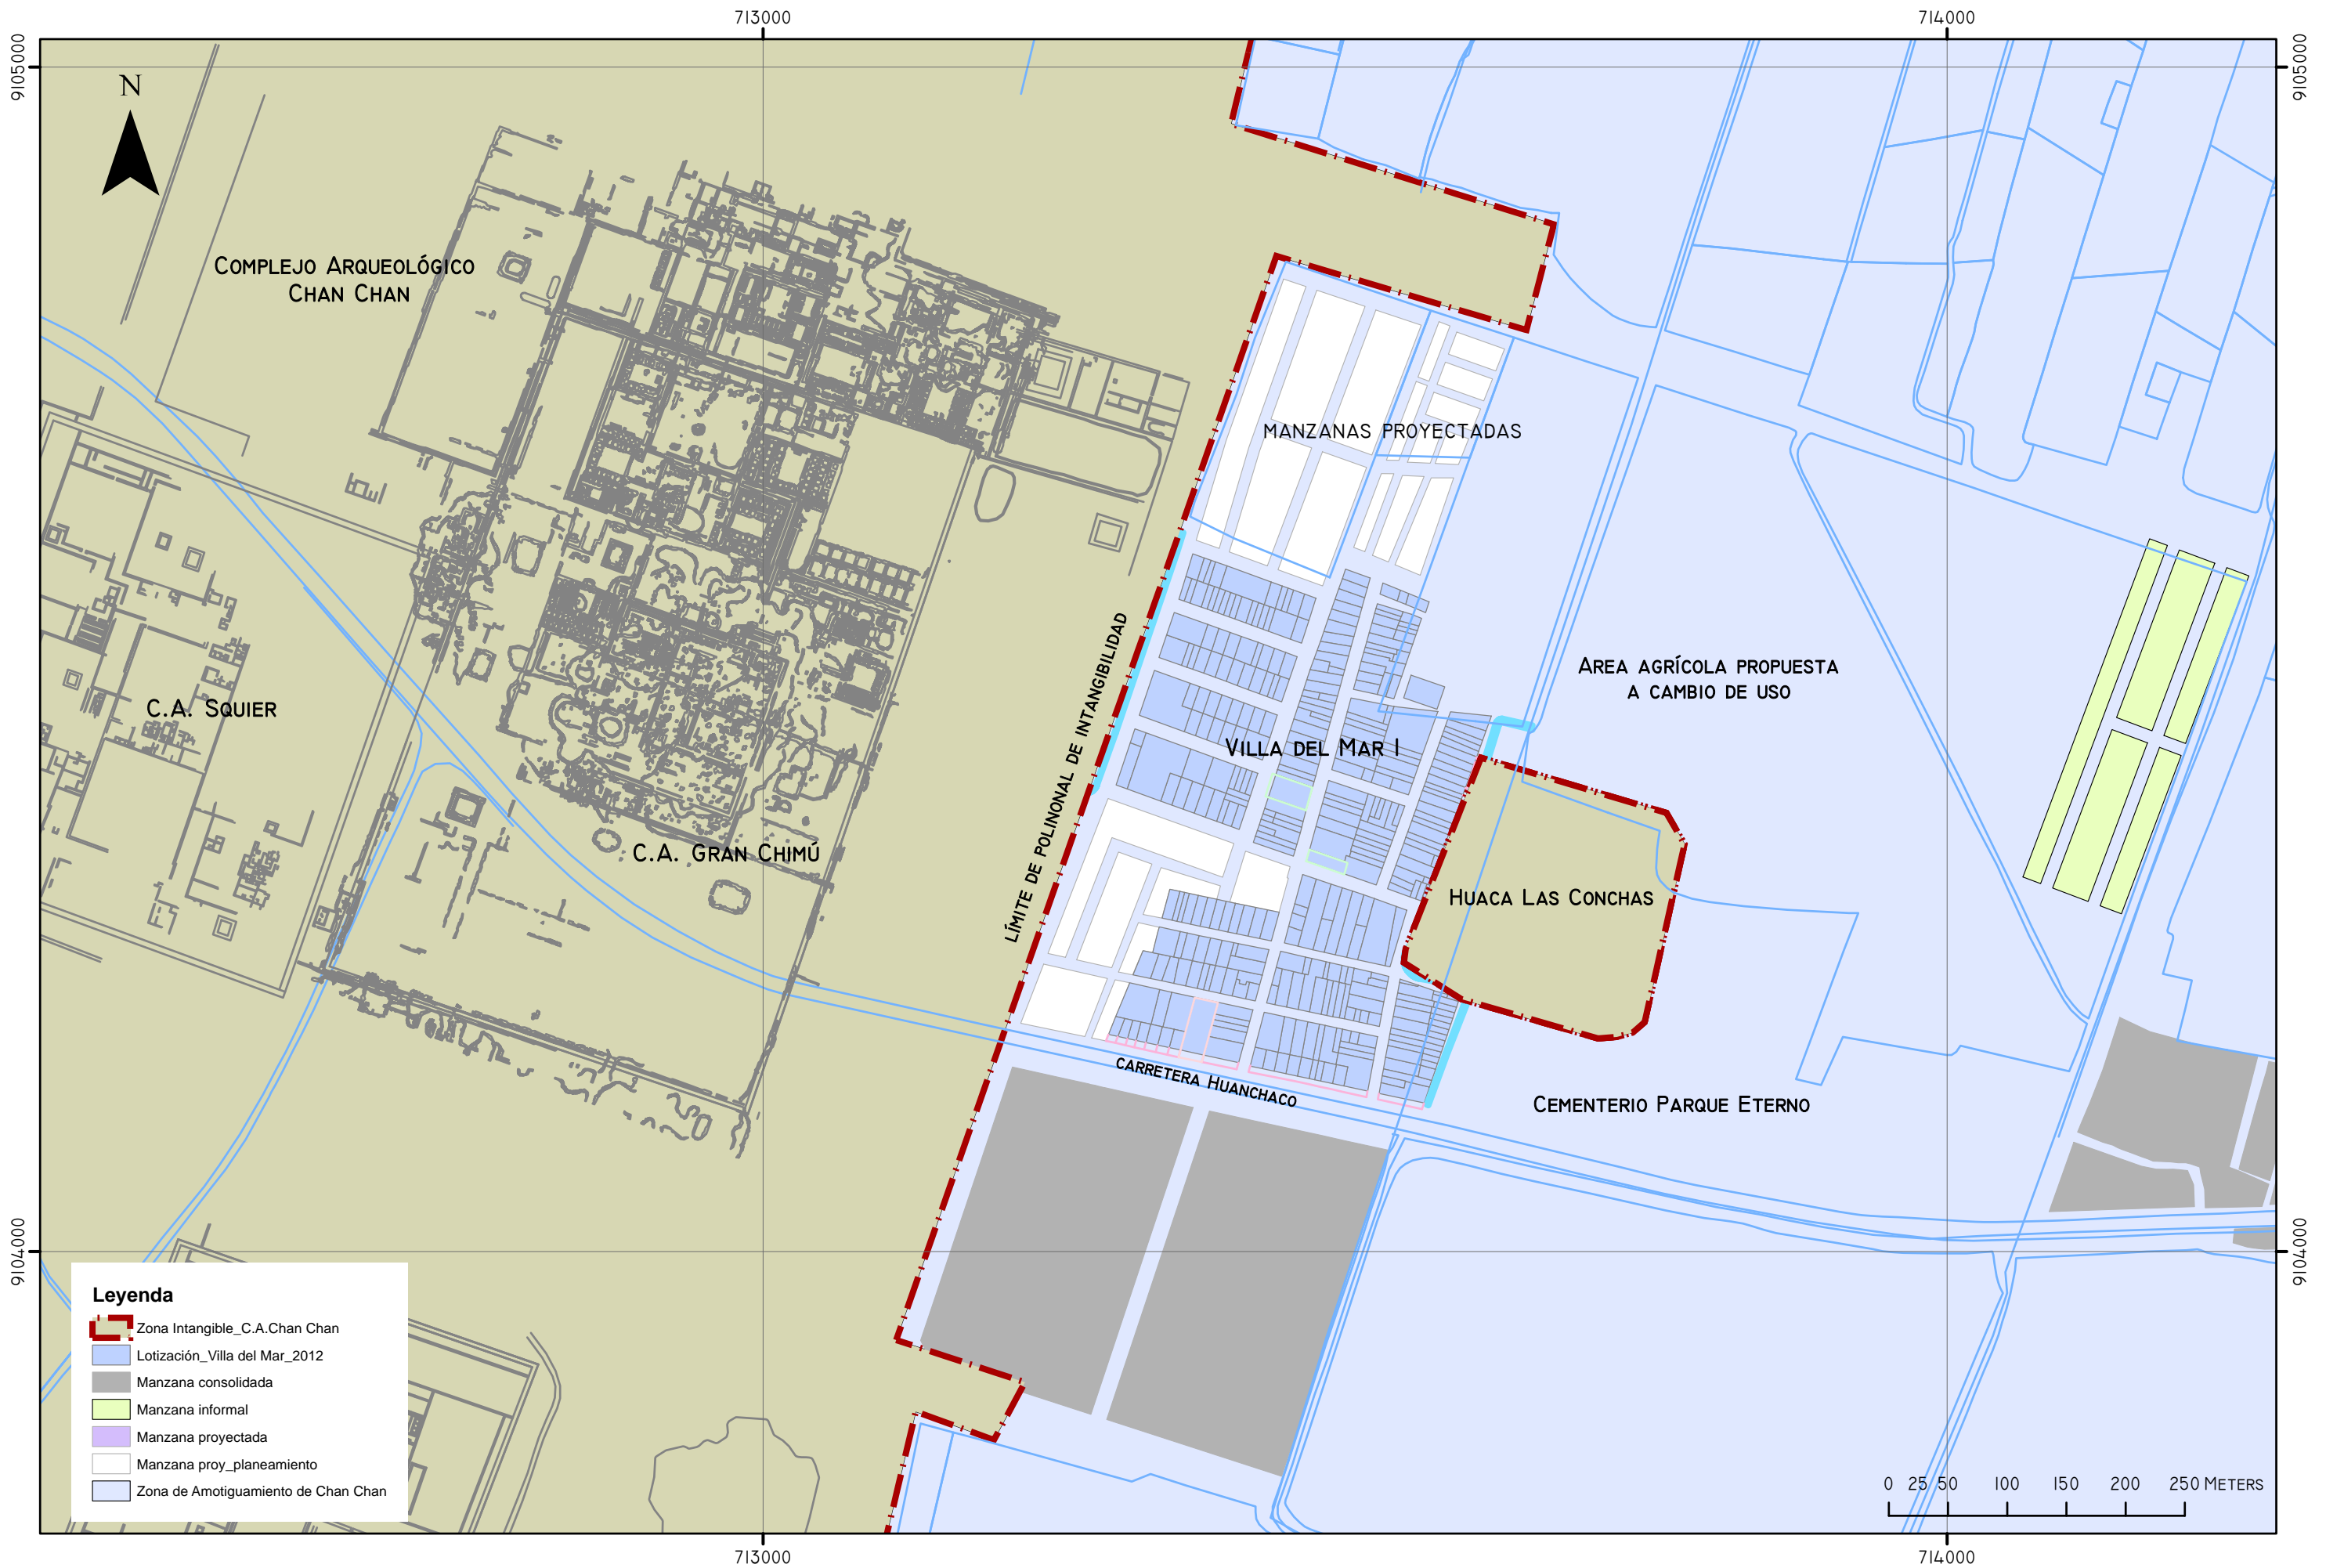 713000
714000
9105000
9105000
N
Complejo Arqueológico
Chan Chan
MANZANAS PROYECTADAS
LÍMITE DE POLINIONAL DE INTANGIBILIDAD
Area agrícola propuesta
a cambio de uso
C.A. Squier
Villa del Mar I
C.A. Gran Chimú
Huaca Las Conchas
carretera Huanchaco
Cementerio Parque Eterno
9104000
9104000
Leyenda
Zona Intangible_C.A.Chan Chan
Lotización_Villa del Mar_2012
Manzana consolidada
Manzana informal
Manzana proyectada
Manzana proy_planeamiento
Zona de Amotiguamiento de Chan Chan
0 25 50 100 150 200 250 Meters
713000
714000